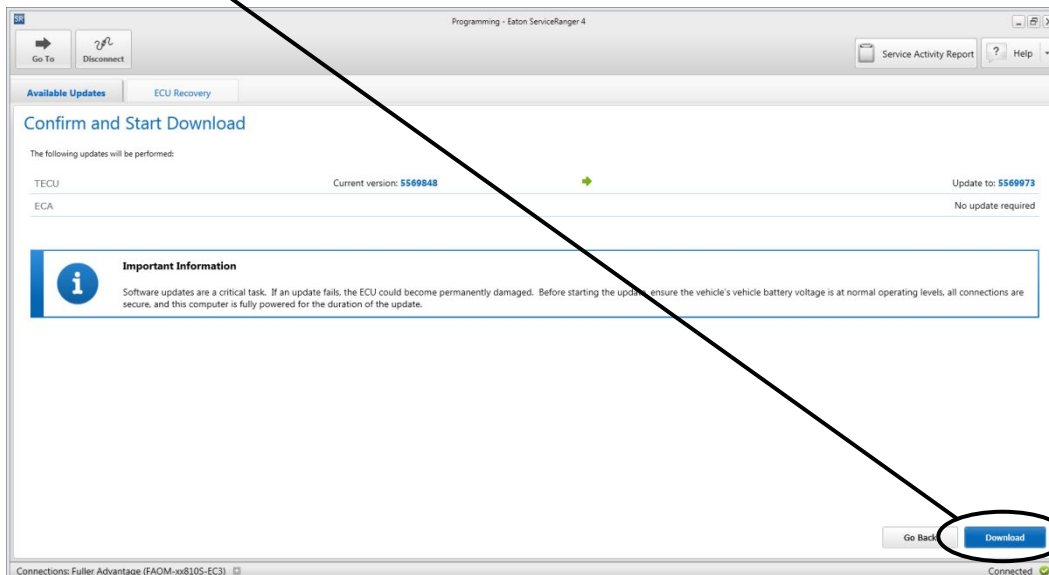 SR Programming - Eaton ServiceRanger 4
Go To Disconnect Service Activity Report ? Help
Available Updates ECU Recovery
Confirm and Start Download
The following updates will be performed:
TECU Current version: 5569848 Update to: 5569973
ECA No update required
Important Information
Software updates are a critical task. If an update fails, the ECU could become permanently damaged. Before starting the update, ensure the vehicle's vehicle battery voltage is at normal operating levels, all connections are
secure, and this computer is fully powered for the duration of the update.
Go Back Download
Connections: Fuller Advantage (FAOM-xx810S-EC3) Connected